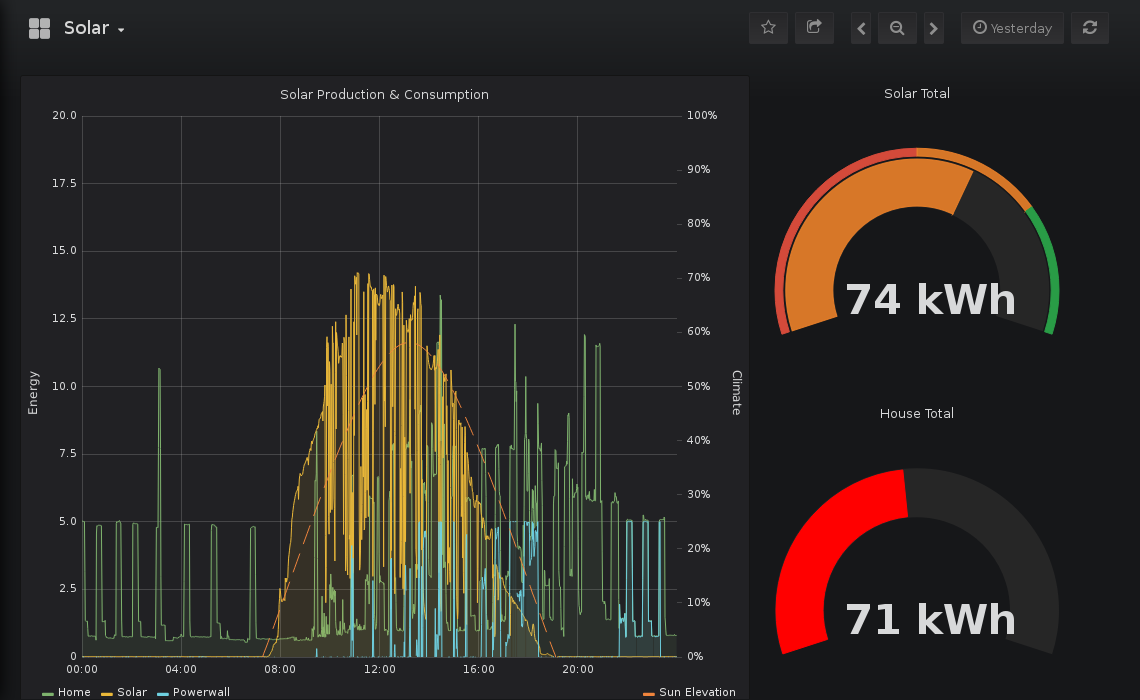 Solar
Yesterday
Solar Production & Consumption
20.0
17.5
15.0
12.5
10.0
7.5
5.0
2.5
0
Energy
100%
90%
80%
70%
60%
50%
40%
30%
20%
10%
0%
Climate
00:00 04:00 08:00 12:00 16:00 20:00
Home Solar Powerwall Sun Elevation
Solar Total
74 kWh
House Total
71 kWh